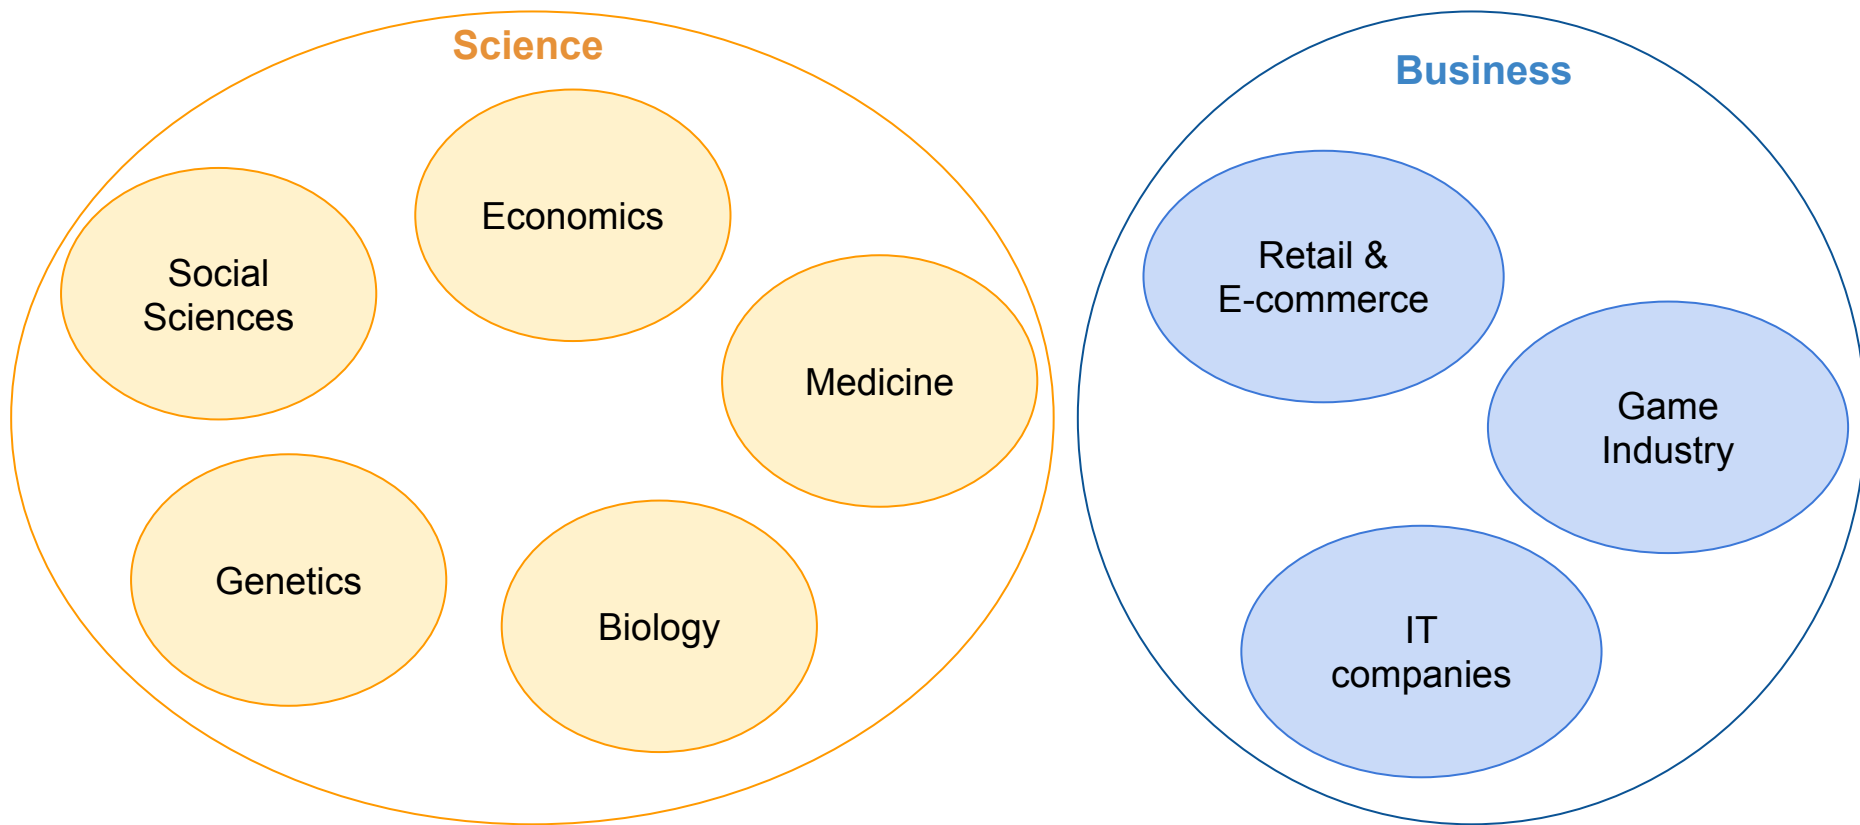 Science
Economics
Social
Sciences
Medicine
Genetics
Biology
Business
Retail &
E-commerce
Game
Industry
IT
companies